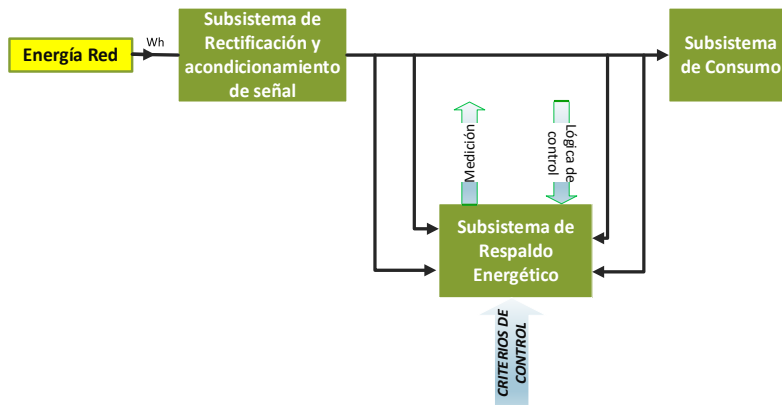 Energía Red
Wh
Subsistema de
Rectificación y
acondicionamiento
de señal
Subsistema
de Consumo
Medición
Lógica de
control
Subsistema de
Respaldo
Energético
CRITERIOS DE
CONTROL